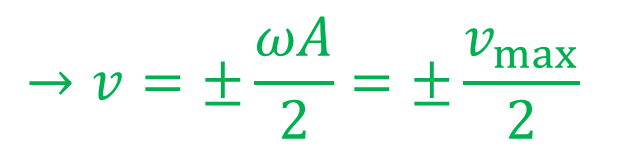 → v = ± ωA/2 = ± v_max/2